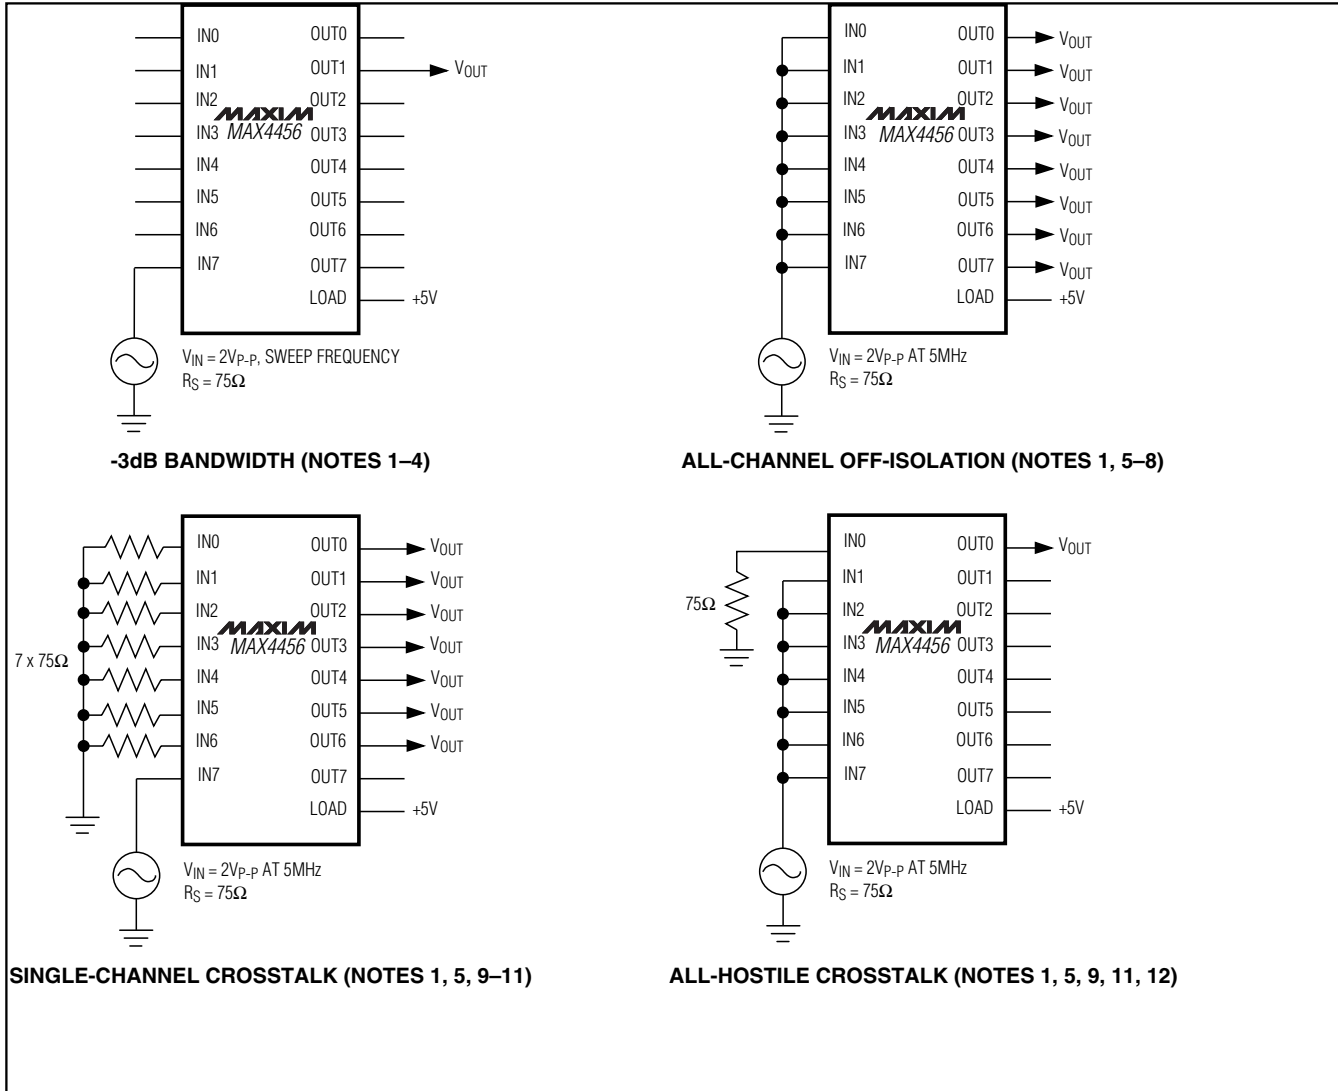 IN0 OUT0
IN1 OUT1 VOUT
IN2 OUT2
MAXIM
IN3 MAX4456 OUT3
IN4 OUT4
IN5 OUT5
IN6 OUT6
IN7 OUT7
LOAD +5V
VIN = 2VP-P, SWEEP FREQUENCY
RS = 75Ω
-3dB BANDWIDTH (NOTES 1–4)
IN0 OUT0 VOUT
IN1 OUT1 VOUT
IN2 OUT2 VOUT
MAXIM
IN3 MAX4456 OUT3 VOUT
IN4 OUT4 VOUT
IN5 OUT5 VOUT
IN6 OUT6 VOUT
IN7 OUT7 VOUT
LOAD +5V
VIN = 2VP-P AT 5MHz
RS = 75Ω
ALL-CHANNEL OFF-ISOLATION (NOTES 1, 5–8)
IN0 OUT0 VOUT
IN1 OUT1 VOUT
IN2 OUT2 VOUT
MAXIM
IN3 MAX4456 OUT3 VOUT
7 x 75Ω
IN4 OUT4 VOUT
IN5 OUT5 VOUT
IN6 OUT6 VOUT
IN7 OUT7
LOAD +5V
VIN = 2VP-P AT 5MHz
RS = 75Ω
SINGLE-CHANNEL CROSSTALK (NOTES 1, 5, 9–11)
IN0 OUT0 VOUT
IN1 OUT1
75Ω
IN2 OUT2
MAXIM
IN3 MAX4456 OUT3
IN4 OUT4
IN5 OUT5
IN6 OUT6
IN7 OUT7
LOAD +5V
VIN = 2VP-P AT 5MHz
RS = 75Ω
ALL-HOSTILE CROSSTALK (NOTES 1, 5, 9, 11, 12)